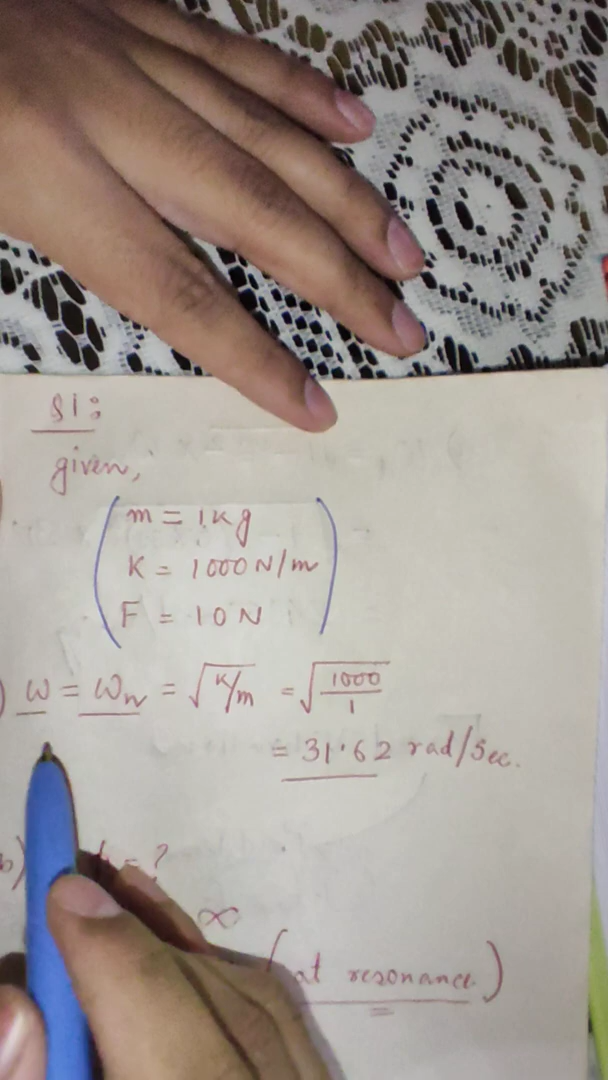 Sl:
given,
m = 1kg
K = 1000 N/m
F = 10 N
) ω = ωn = √K/m = √1000/1
= 31.62 rad/sec.
b) = ?
∞
(at resonance)